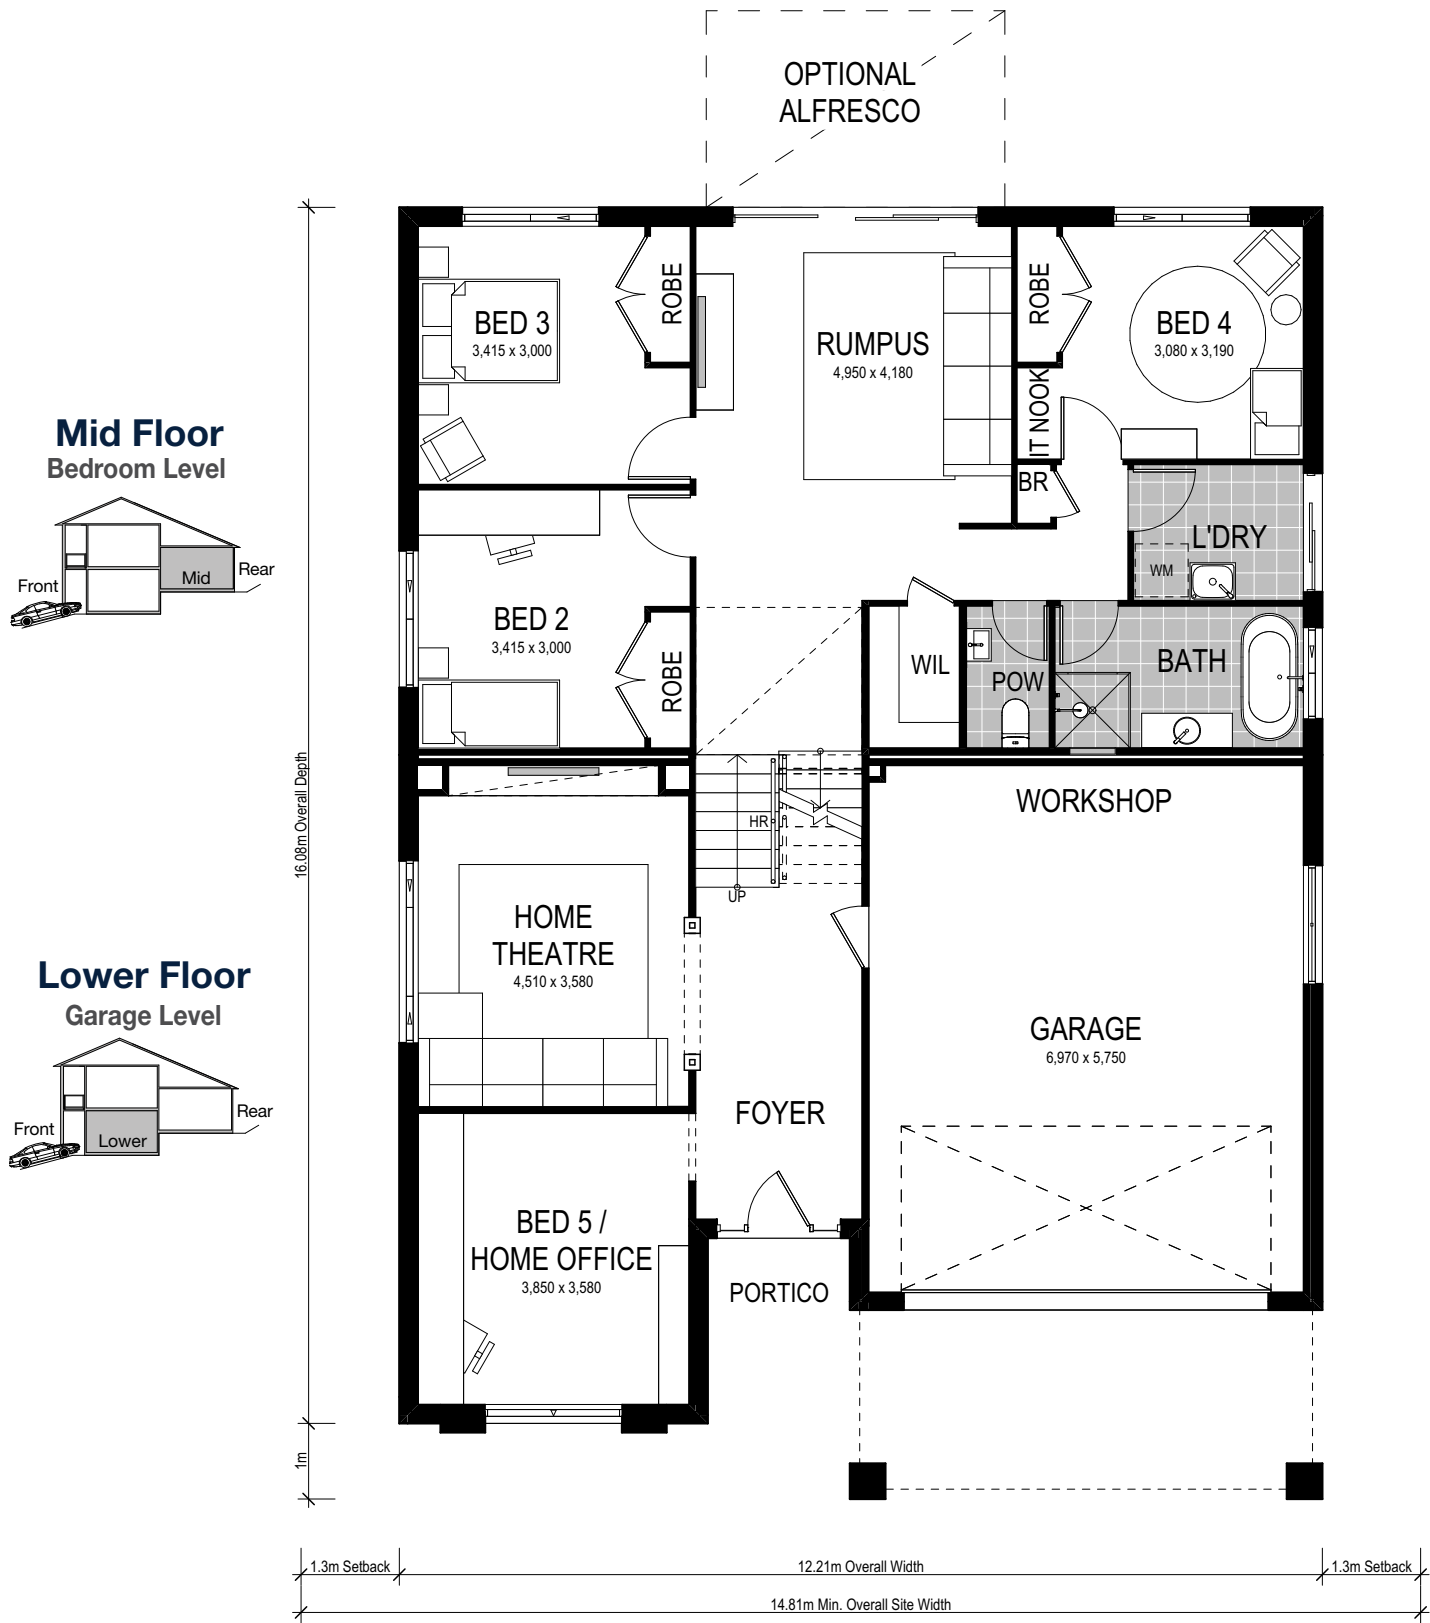 OPTIONAL
ALFRESCO
BED 3
3,415 x 3,000
ROBE
RUMPUS
4,950 x 4,180
ROBE
BED 4
3,080 x 3,190
IT NOOK
BR
L'DRY
WM
Mid Floor
Bedroom Level
Front
Mid
Rear
BED 2
3,415 x 3,000
ROBE
WIL
POW
BATH
16.08m Overall Depth
WORKSHOP
HR
UP
HOME
THEATRE
4,510 x 3,580
Lower Floor
Garage Level
Front
Lower
Rear
GARAGE
6,970 x 5,750
FOYER
BED 5 /
HOME OFFICE
3,850 x 3,580
PORTICO
1m
1.3m Setback
12.21m Overall Width
1.3m Setback
14.81m Min. Overall Site Width